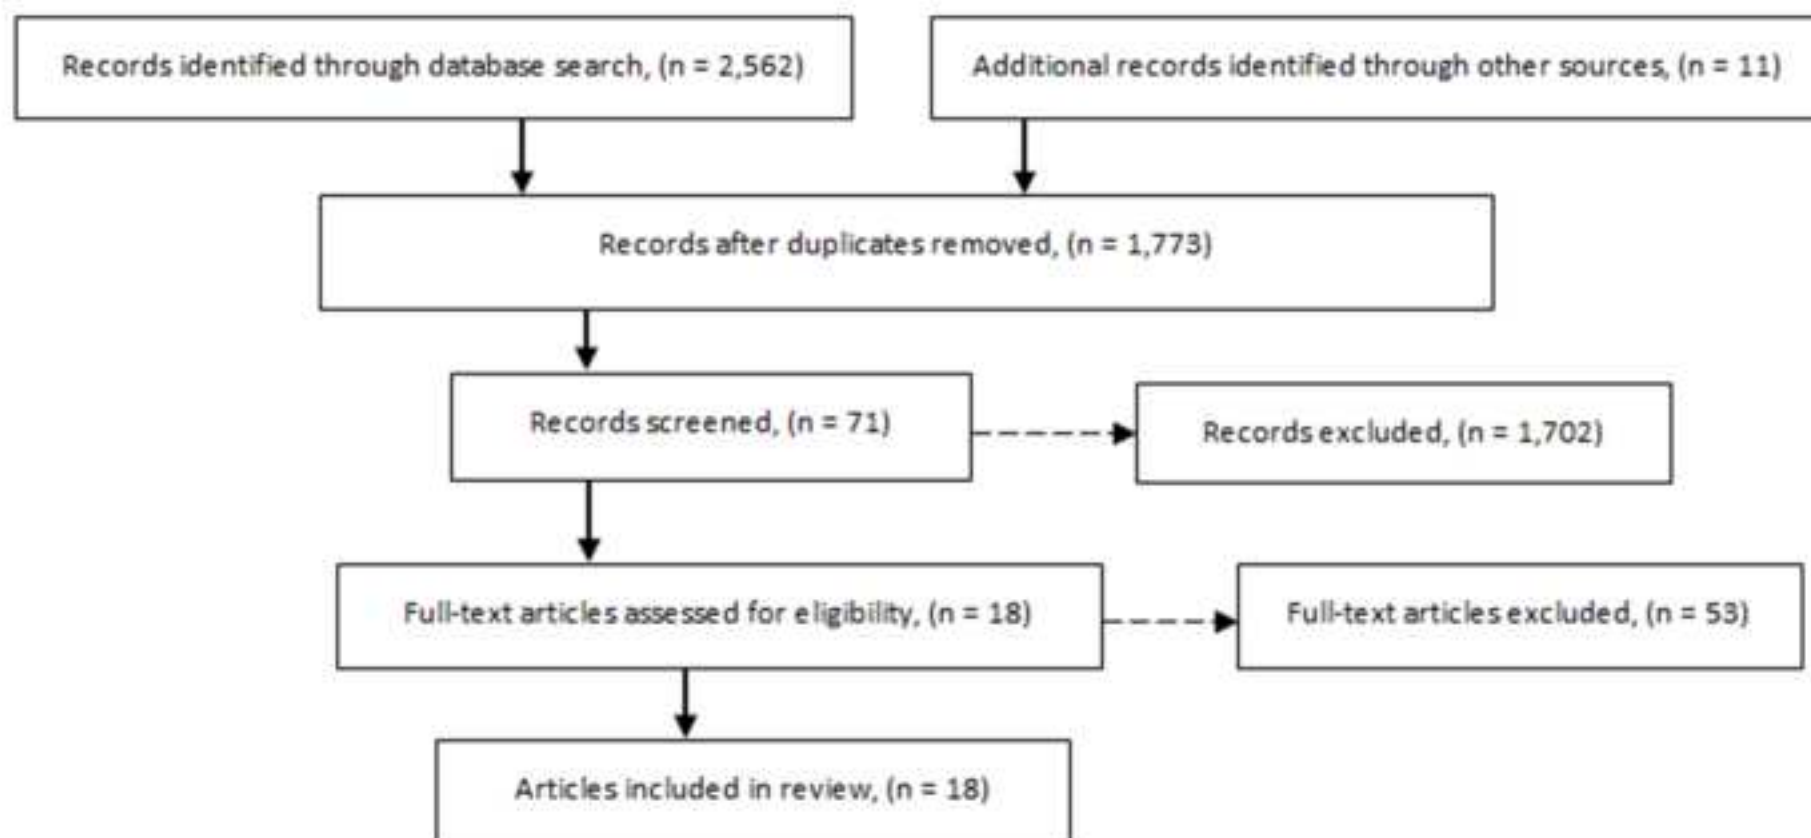 Records identified through database search, (n = 2,562)
Additional records identified through other sources, (n = 11)
Records after duplicates removed, (n = 1,773)
Records screened, (n = 71)
Records excluded, (n = 1,702)
Full-text articles assessed for eligibility, (n = 18)
Full-text articles excluded, (n = 53)
Articles included in review, (n = 18)